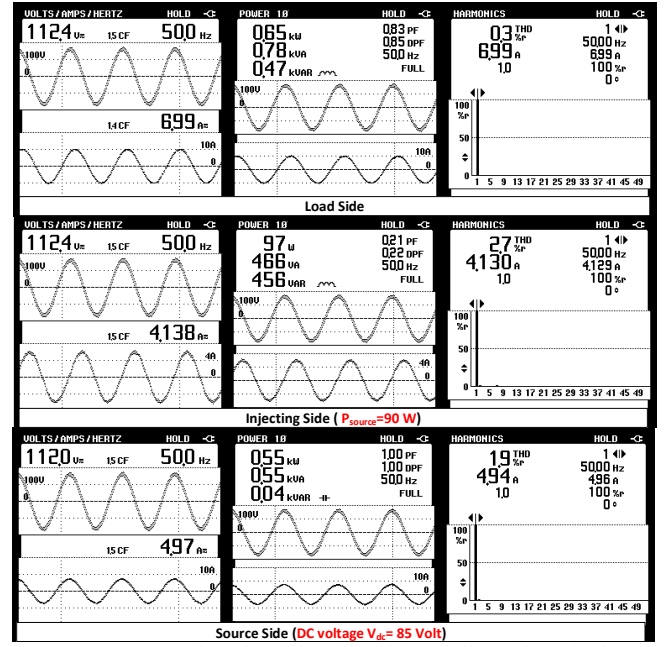 VOLTS/AMPS/HERTZ HOLD
112.4 V≂ 1.5 CF 50.0 Hz
100V
0
1.4 CF 6.99 A≂
10A
0
POWER 1Ø HOLD
0.65 kW 0.83 PF
0.78 kVA 0.85 DPF
0.47 kVAR 50.0 Hz
FULL
100V
0
10A
0
HARMONICS HOLD
0.3 THD %r 1
6.99 A 50.00 Hz
6.99 A
1.0 100 %r
0 °
100
%r
50
0
1 5 9 13 17 21 25 29 33 37 41 45 49
Load Side
VOLTS/AMPS/HERTZ HOLD
112.4 V≂ 1.5 CF 50.0 Hz
100V
0
1.5 CF 4.138 A≂
4A
0
POWER 1Ø HOLD
97 W 0.21 PF
466 VA 0.22 DPF
456 VAR 50.0 Hz
FULL
100V
0
4A
0
HARMONICS HOLD
2.7 THD %r 1
4.130 A 50.00 Hz
4.129 A
1.0 100 %r
0 °
100
%r
50
0
1 5 9 13 17 21 25 29 33 37 41 45 49
Injecting Side ( Psource=90 W)
VOLTS/AMPS/HERTZ HOLD
112.0 V≂ 1.5 CF 50.0 Hz
100V
0
1.5 CF 4.97 A≂
10A
0
POWER 1Ø HOLD
0.55 kW 1.00 PF
0.55 kVA 1.00 DPF
0.04 kVAR 50.0 Hz
FULL
100V
0
10A
0
HARMONICS HOLD
1.9 THD %r 1
4.94 A 50.00 Hz
4.96 A
1.0 100 %r
0 °
100
%r
50
0
1 5 9 13 17 21 25 29 33 37 41 45 49
Source Side (DC voltage Vdc= 85 Volt)